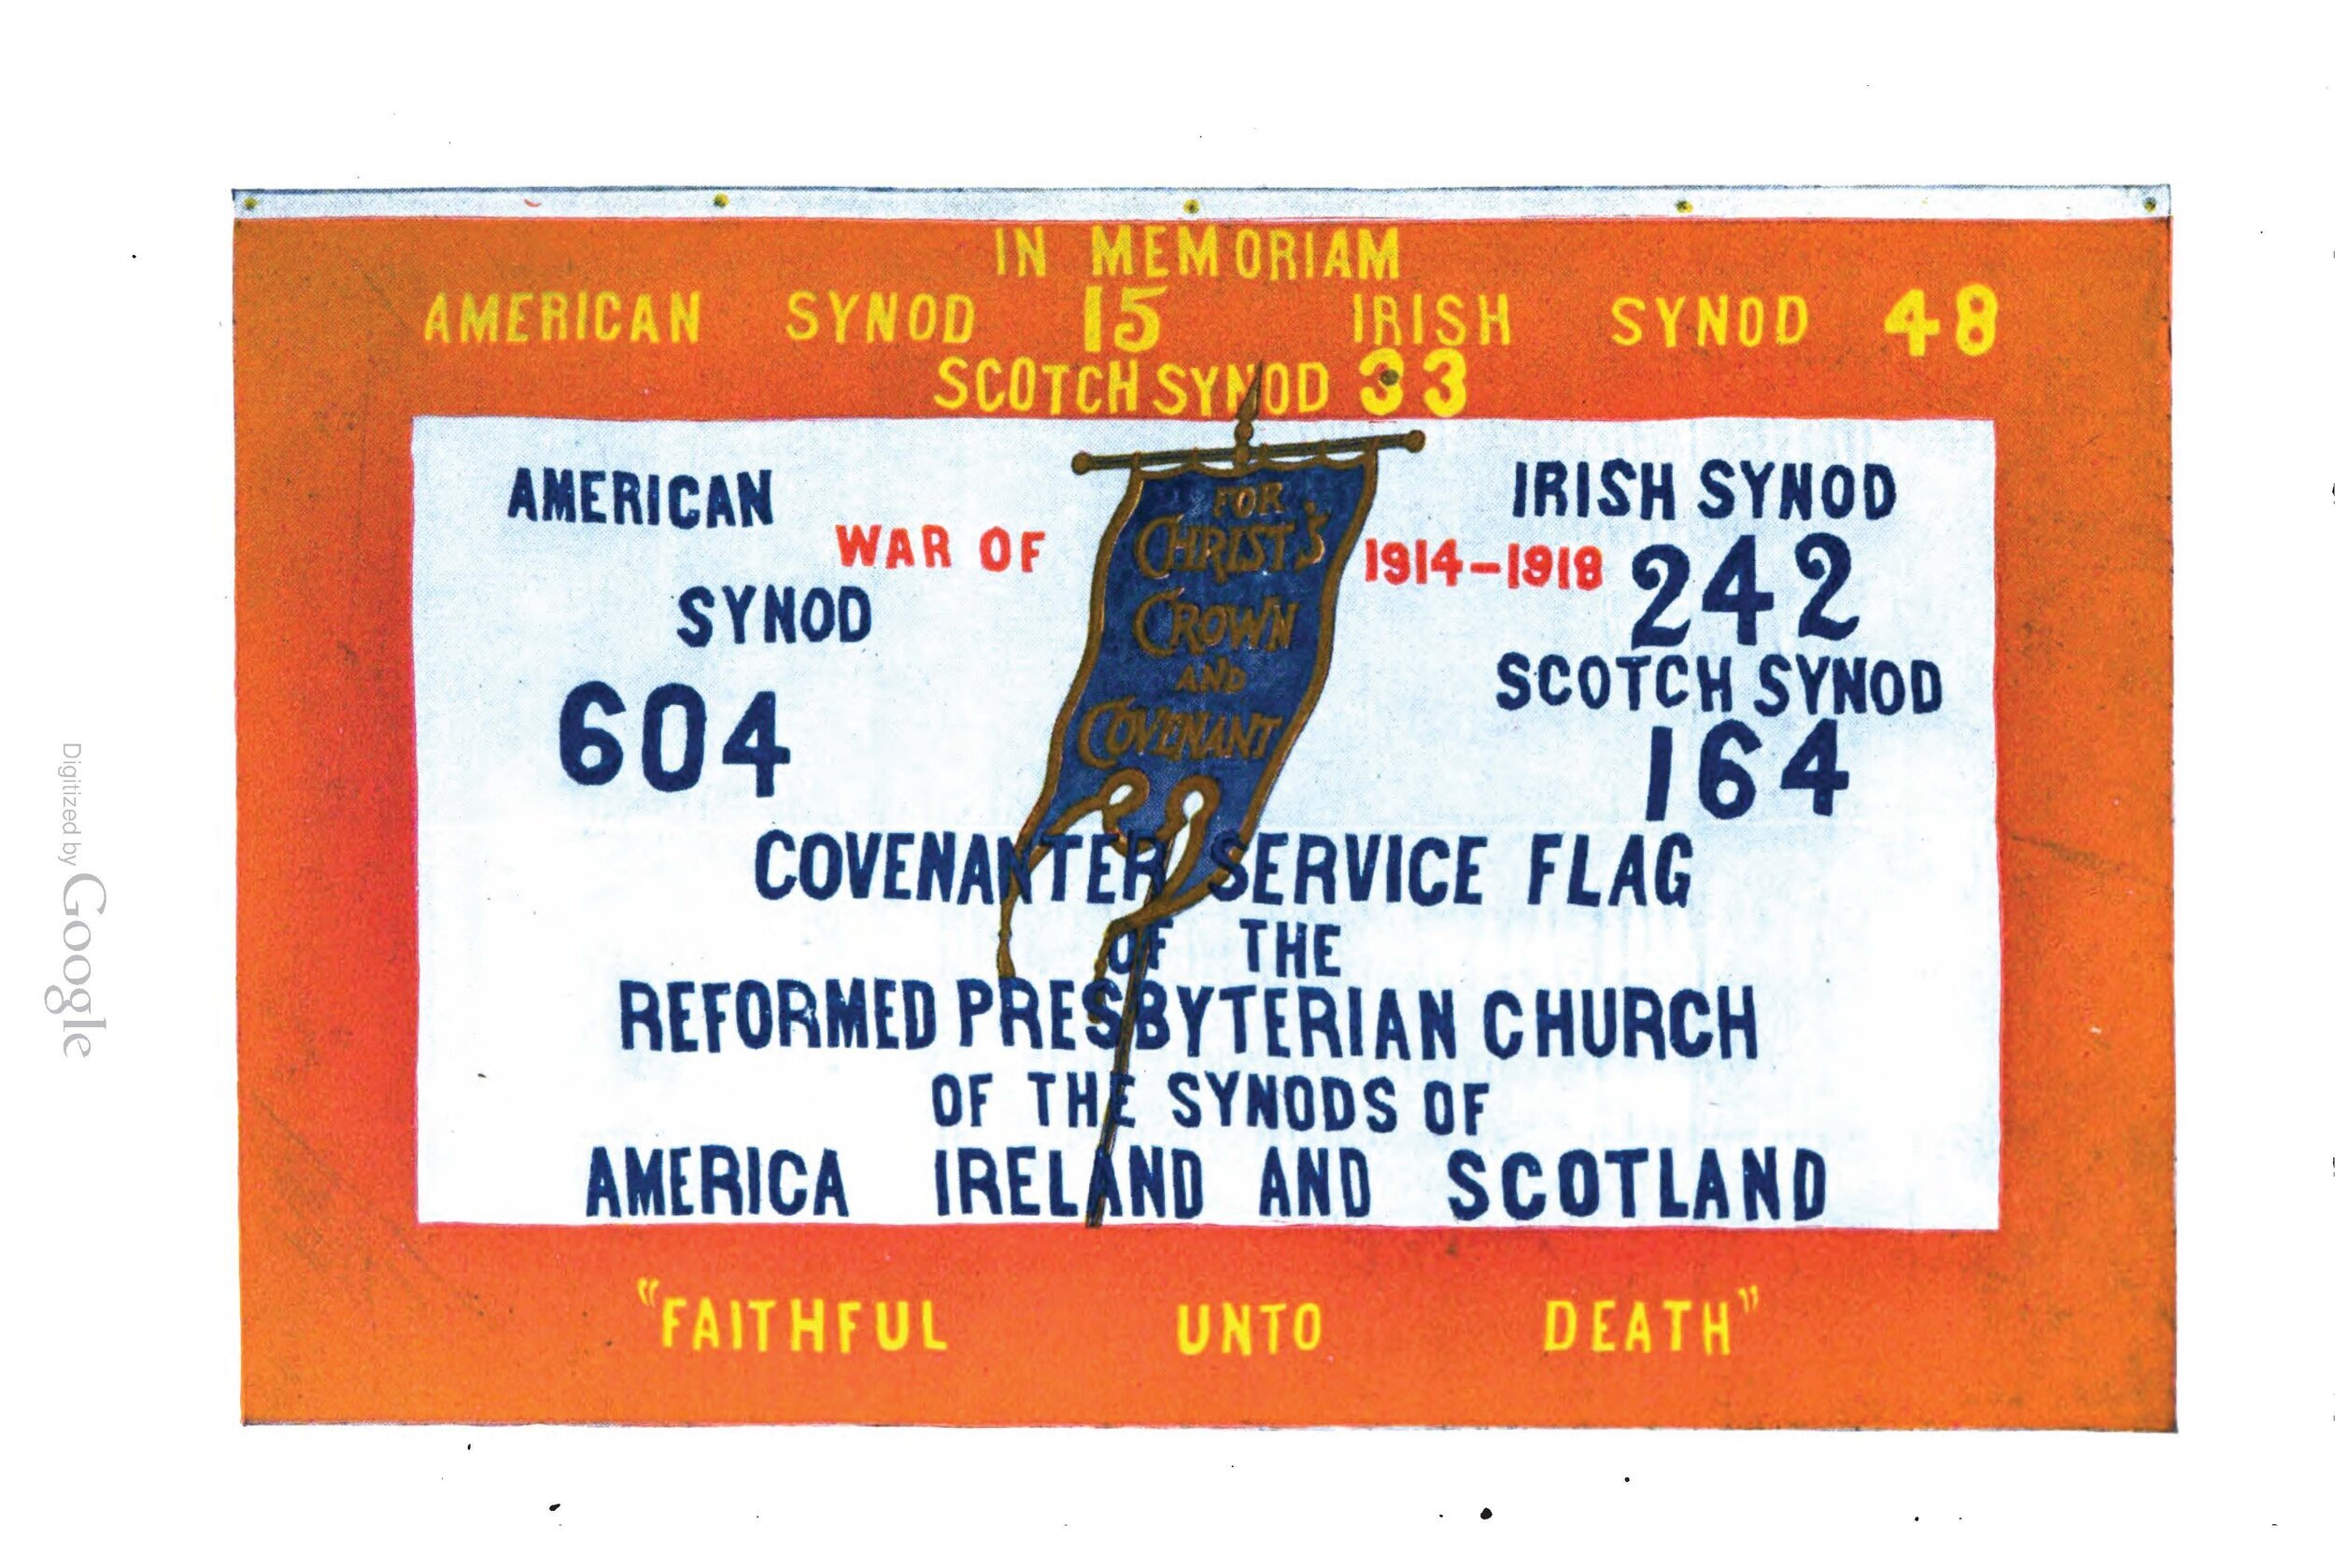 IN MEMORIAM
AMERICAN SYNOD 15 IRISH SYNOD 48
SCOTCH SYNOD 33
AMERICAN
SYNOD
604
WAR OF
FOR
CHRIST'S
CROWN
AND
COVENANT
1914-1918
IRISH SYNOD
242
SCOTCH SYNOD
164
COVENANTER SERVICE FLAG
OF THE
REFORMED PRESBYTERIAN CHURCH
OF THE SYNODS OF
AMERICA IRELAND AND SCOTLAND
"FAITHFUL UNTO DEATH"
Digitized by Google